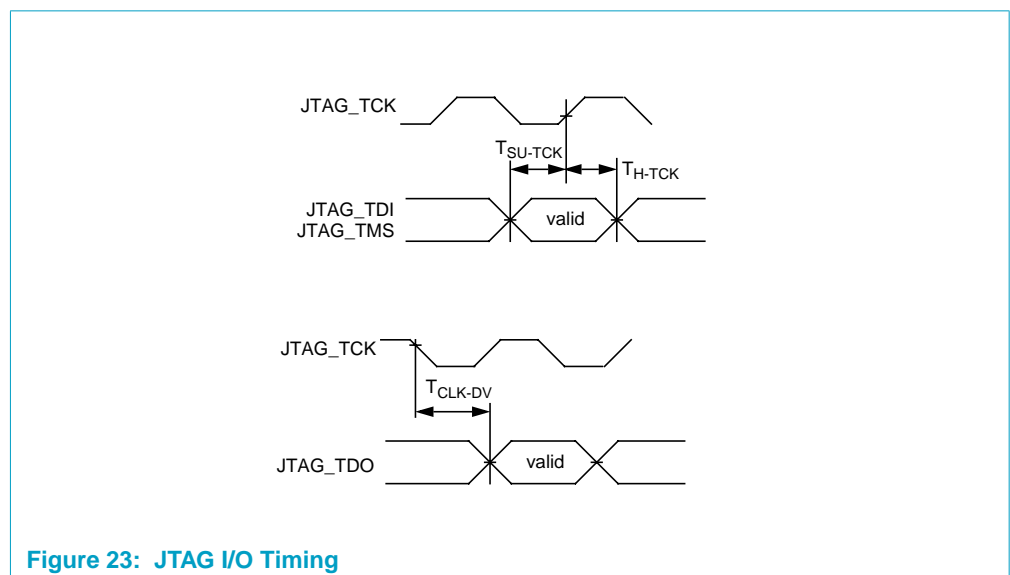 JTAG_TCK
TSU-TCK
TH-TCK
JTAG_TDI
JTAG_TMS
valid
JTAG_TCK
TCLK-DV
JTAG_TDO
valid
Figure 23: JTAG I/O Timing